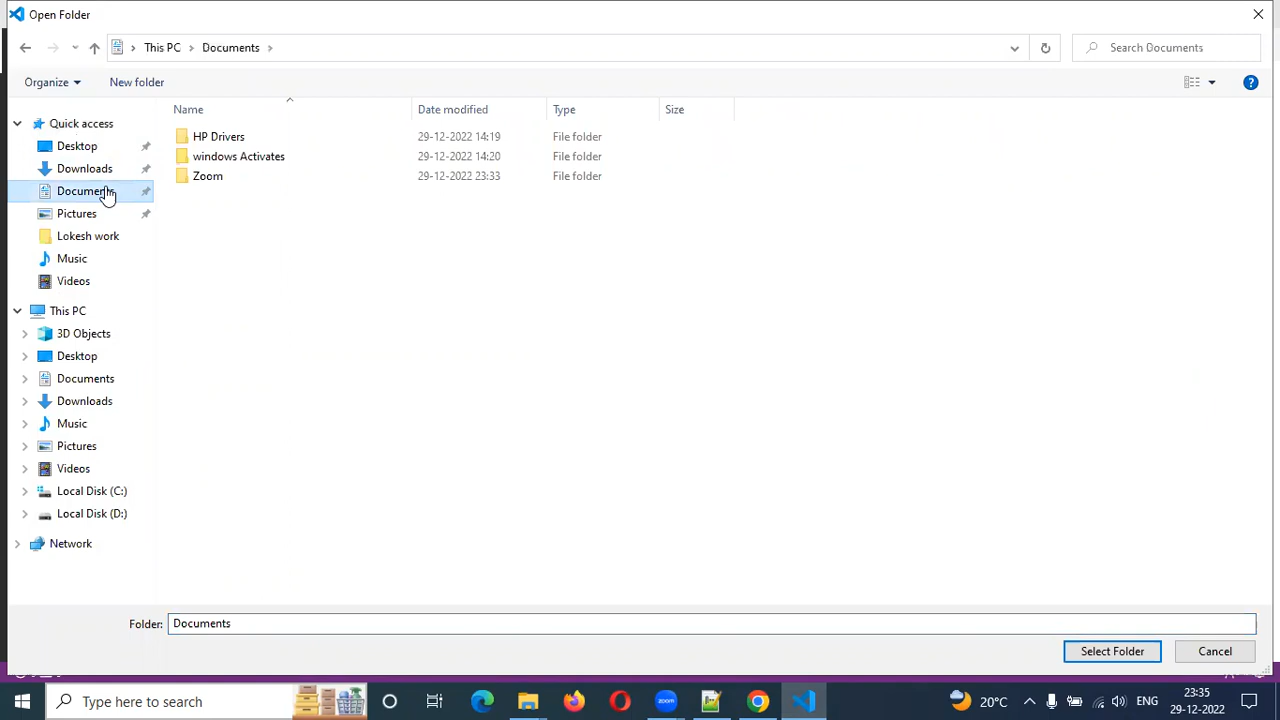 Open Folder
This PC Documents
Search Documents
Organize New folder
Name Date modified Type Size
Quick access
Desktop
Downloads
Documents
Pictures
Lokesh work
Music
Videos
This PC
3D Objects
Desktop
Documents
Downloads
Music
Pictures
Videos
Local Disk (C:)
Local Disk (D:)
Network
HP Drivers 29-12-2022 14:19 File folder
windows Activates 29-12-2022 14:20 File folder
Zoom 29-12-2022 23:33 File folder
Folder: Documents
Select Folder Cancel
Type here to search
zoom
20°C
ENG
23:35
29-12-2022